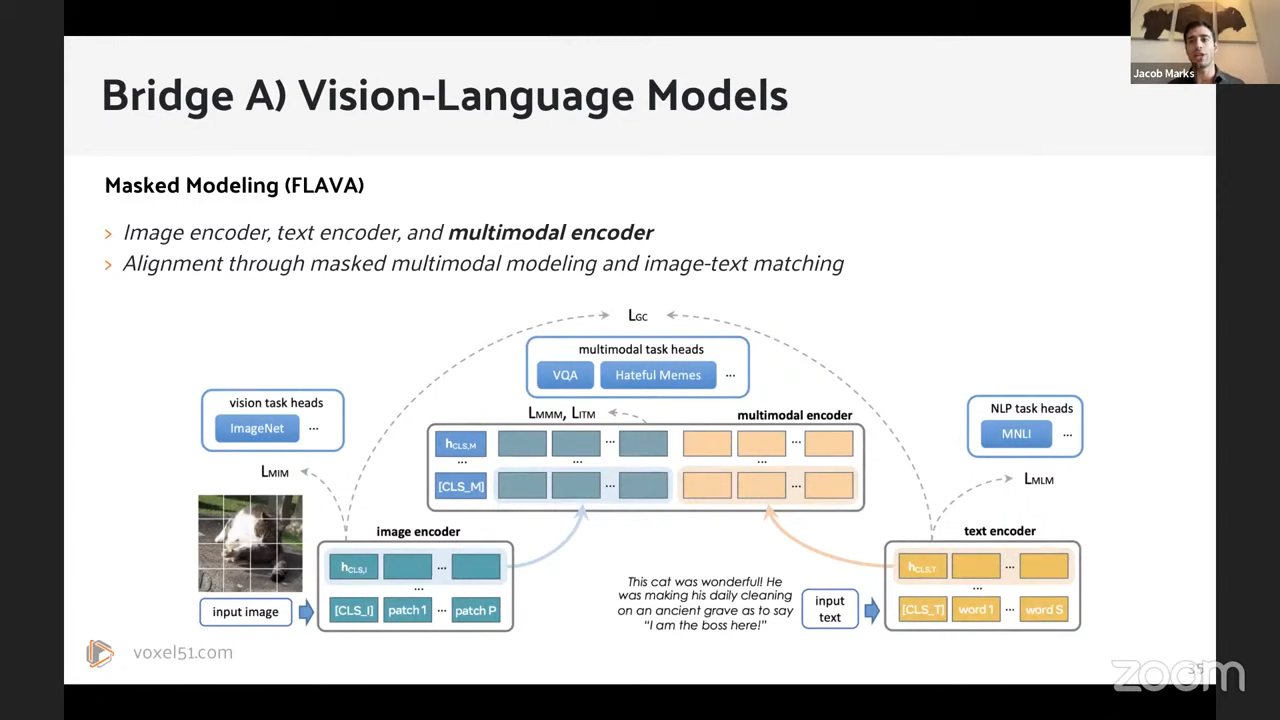 Jacob Marks
Bridge A) Vision-Language Models
Masked Modeling (FLAVA)
> Image encoder, text encoder, and multimodal encoder
> Alignment through masked multimodal modeling and image-text matching
LGC
multimodal task heads
VQA Hateful Memes ...
vision task heads
ImageNet ...
LMMM, LITM
multimodal encoder
NLP task heads
MNLI ...
hCLS,M ... ...
... ... ...
[CLS_M] ... ...
LMIM
LMLM
image encoder
text encoder
hCLS,I ...
...
[CLS_I] patch 1 ... patch P
input image
This cat was wonderful! He
was making his daily cleaning
on an ancient grave as to say
“I am the boss here!”
input
text
hCLS,T ...
...
[CLS_T] word 1 ... word S
voxel51.com
35
zoom